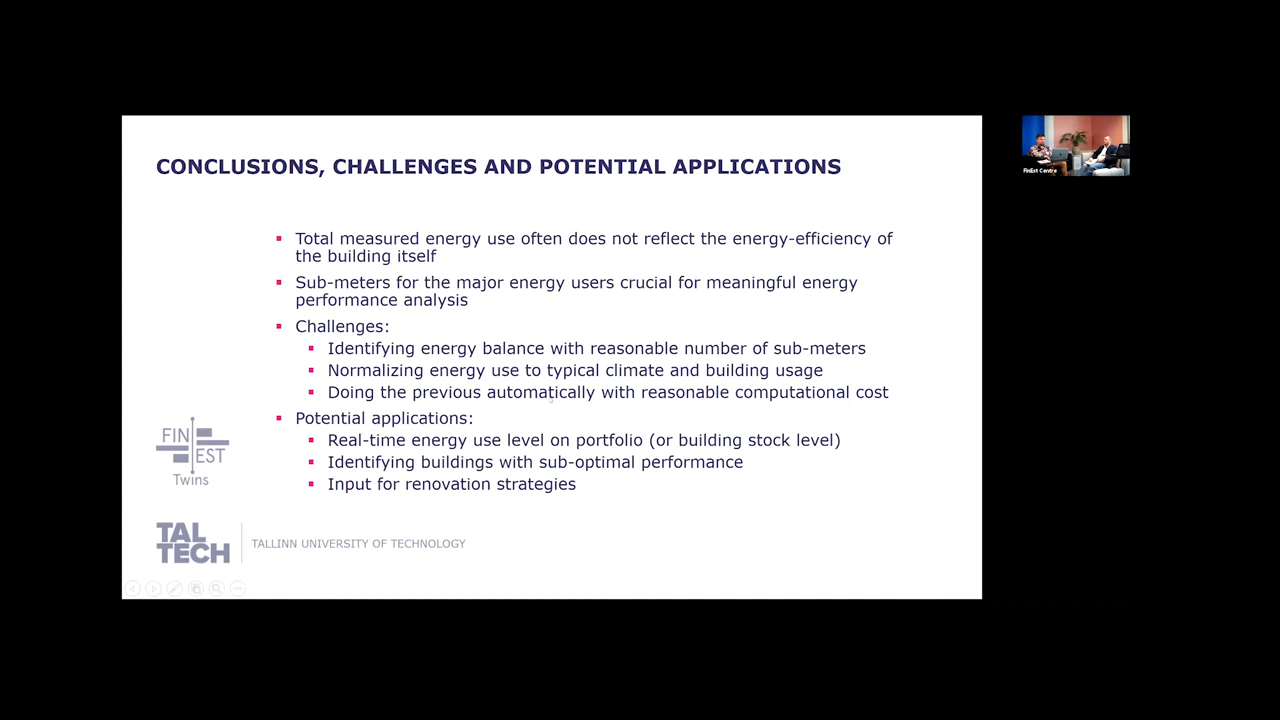 CONCLUSIONS, CHALLENGES AND POTENTIAL APPLICATIONS
Total measured energy use often does not reflect the energy-efficiency of
the building itself
Sub-meters for the major energy users crucial for meaningful energy
performance analysis
Challenges:
Identifying energy balance with reasonable number of sub-meters
Normalizing energy use to typical climate and building usage
Doing the previous automatically with reasonable computational cost
Potential applications:
Real-time energy use level on portfolio (or building stock level)
Identifying buildings with sub-optimal performance
Input for renovation strategies
FIN
EST
Twins
TAL
TECH
TALLINN UNIVERSITY OF TECHNOLOGY
FinEst Centre